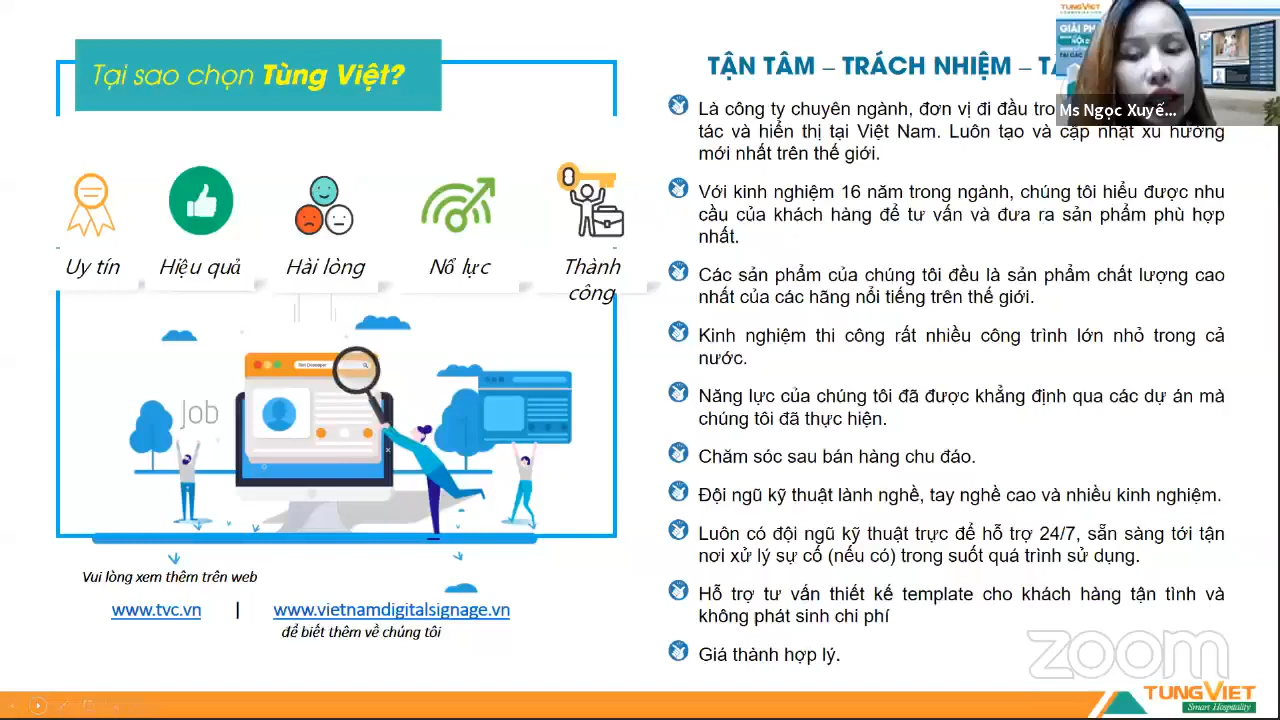 Tại sao chọn Tùng Việt?
Uy tín
Hiệu quả
Hài lòng
Nổ lực
Thành
công
Job
Vui lòng xem thêm trên web
www.tvc.vn | www.vietnamdigitalsignage.vn
để biết thêm về chúng tôi
TẬN TÂM – TRÁCH NHIỆM –
Là công ty chuyên ngành, đơn vị đi đầu
tác và hiển thị tại Việt Nam. Luôn tạo và cập nhật xu hướng
mới nhất trên thế giới.
Với kinh nghiệm 16 năm trong ngành, chúng tôi hiểu được nhu
cầu của khách hàng để tư vấn và đưa ra sản phẩm phù hợp
nhất.
Các sản phẩm của chúng tôi đều là sản phẩm chất lượng cao
nhất của các hãng nổi tiếng trên thế giới.
Kinh nghiệm thi công rất nhiều công trình lớn nhỏ trong cả
nước.
Năng lực của chúng tôi đã được khẳng định qua các dự án mà
chúng tôi đã thực hiện.
Chăm sóc sau bán hàng chu đáo.
Đội ngũ kỹ thuật lành nghề, tay nghề cao và nhiều kinh nghiệm.
Luôn có đội ngũ kỹ thuật trực để hỗ trợ 24/7, sẵn sàng tới tận
nơi xử lý sự cố (nếu có) trong suốt quá trình sử dụng.
Hỗ trợ tư vấn thiết kế template cho khách hàng tận tình và
không phát sinh chi phí
Giá thành hợp lý.
TUNGVIET
GIẢI PH
Ms Ngọc Xuyế...
zoom
TUNGVIET
Smart Hospitality